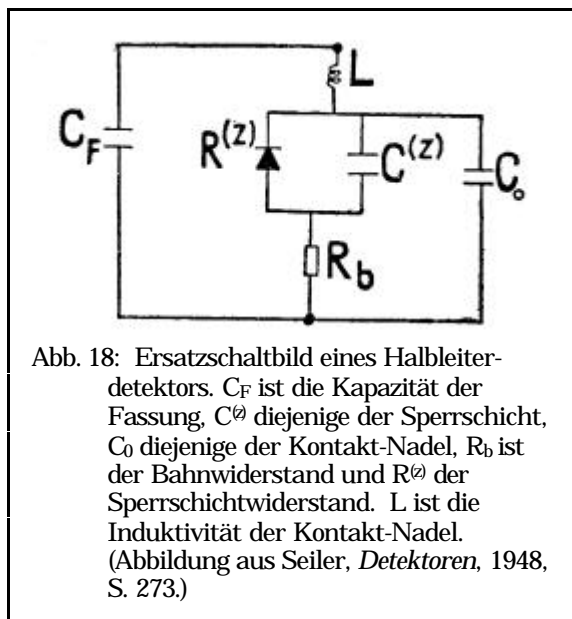 L
C_F
R^(z)
C^(z)
C_o
R_b
Abb. 18: Ersatzschaltbild eines Halbleiter-
detektors. C_F ist die Kapazität der
Fassung, C^(z) diejenige der Sperrschicht,
C_0 diejenige der Kontakt-Nadel, R_b ist
der Bahnwiderstand und R^(z) der
Sperrschichtwiderstand. L ist die
Induktivität der Kontakt-Nadel.
(Abbildung aus Seiler, Detektoren, 1948,
S. 273.)